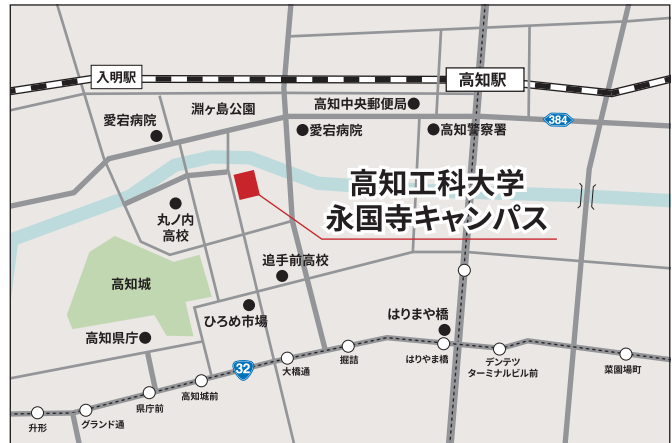 入明駅
高知駅
淵ヶ島公園
高知中央郵便局
愛宕病院
愛宕病院
高知警察署
384
高知工科大学
永国寺キャンパス
丸ノ内
高校
追手前高校
高知城
ひろめ市場
はりまや橋
高知県庁
32
大橋通
掘詰
はりやま橋
デンテツ
ターミナルビル前
菜園場町
高知城前
県庁前
グランド通
升形